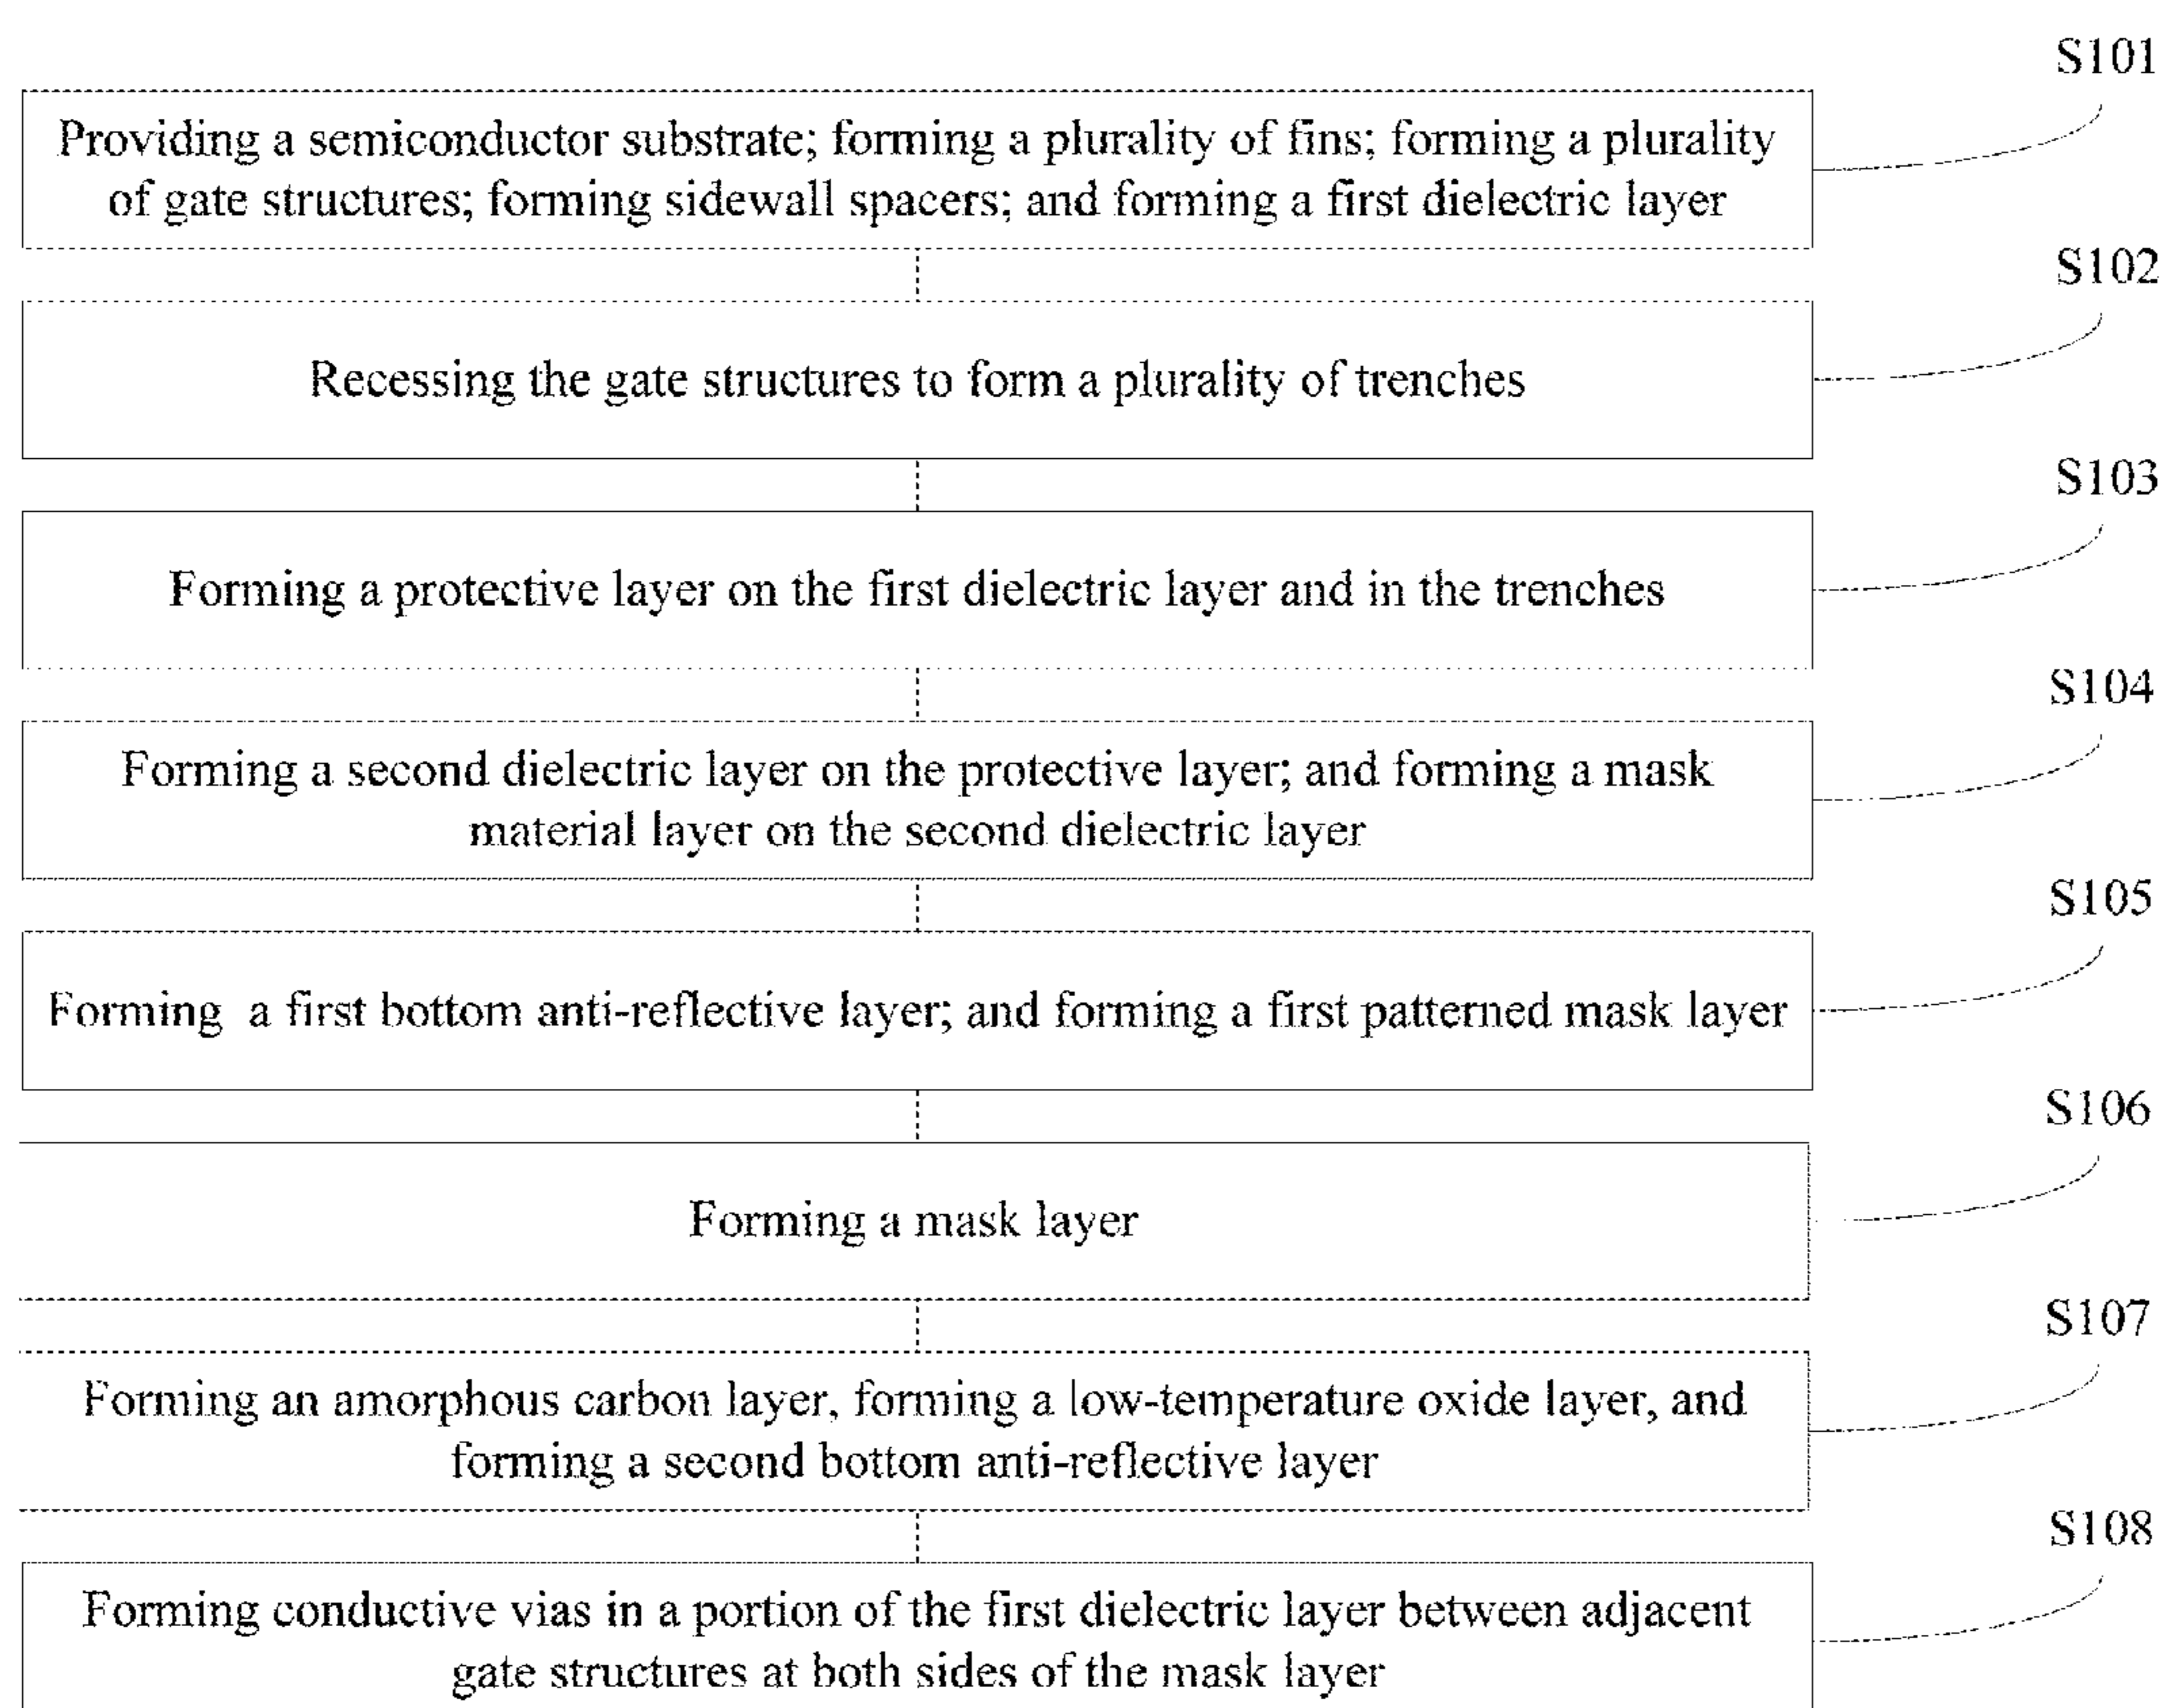 S101
Providing a semiconductor substrate; forming a plurality of fins; forming a plurality
of gate structures; forming sidewall spacers; and forming a first dielectric layer
S102
Recessing the gate structures to form a plurality of trenches
S103
Forming a protective layer on the first dielectric layer and in the trenches
S104
Forming a second dielectric layer on the protective layer; and forming a mask
material layer on the second dielectric layer
S105
Forming a first bottom anti-reflective layer; and forming a first patterned mask layer
S106
Forming a mask layer
S107
Forming an amorphous carbon layer, forming a low-temperature oxide layer, and
forming a second bottom anti-reflective layer
S108
Forming conductive vias in a portion of the first dielectric layer between adjacent
gate structures at both sides of the mask layer